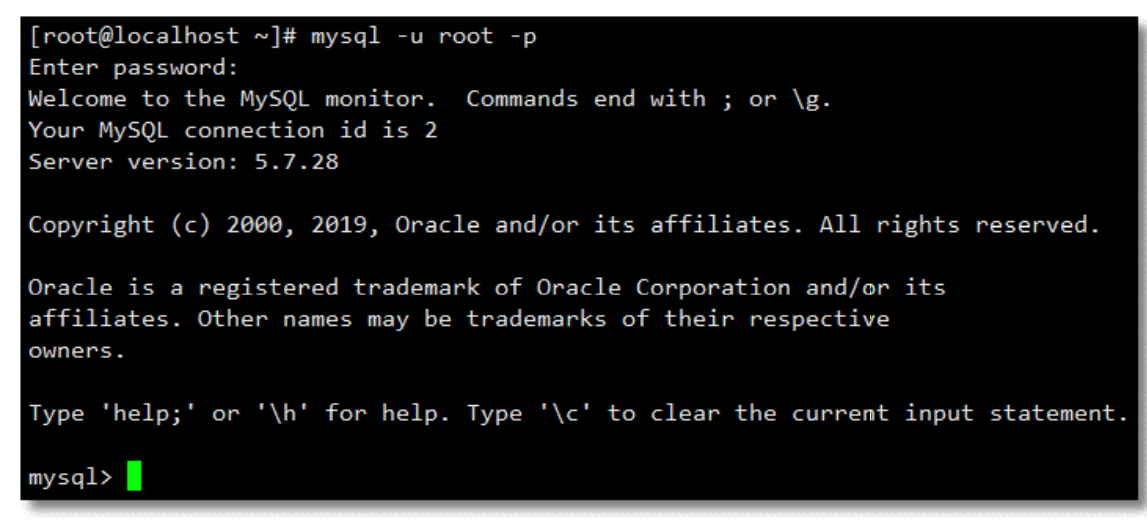 [root@localhost ~]# mysql -u root -p
Enter password:
Welcome to the MySQL monitor.  Commands end with ; or \g.
Your MySQL connection id is 2
Server version: 5.7.28
Copyright (c) 2000, 2019, Oracle and/or its affiliates. All rights reserved.
Oracle is a registered trademark of Oracle Corporation and/or its
affiliates. Other names may be trademarks of their respective
owners.
Type 'help;' or '\h' for help. Type '\c' to clear the current input statement.
mysql>